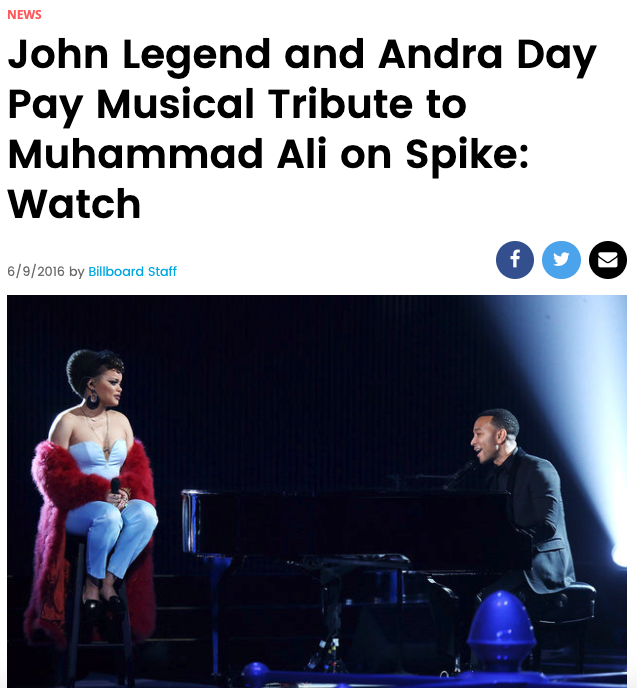 NEWS
John Legend and Andra Day
Pay Musical Tribute to
Muhammad Ali on Spike:
Watch
6/9/2016 by Billboard Staff